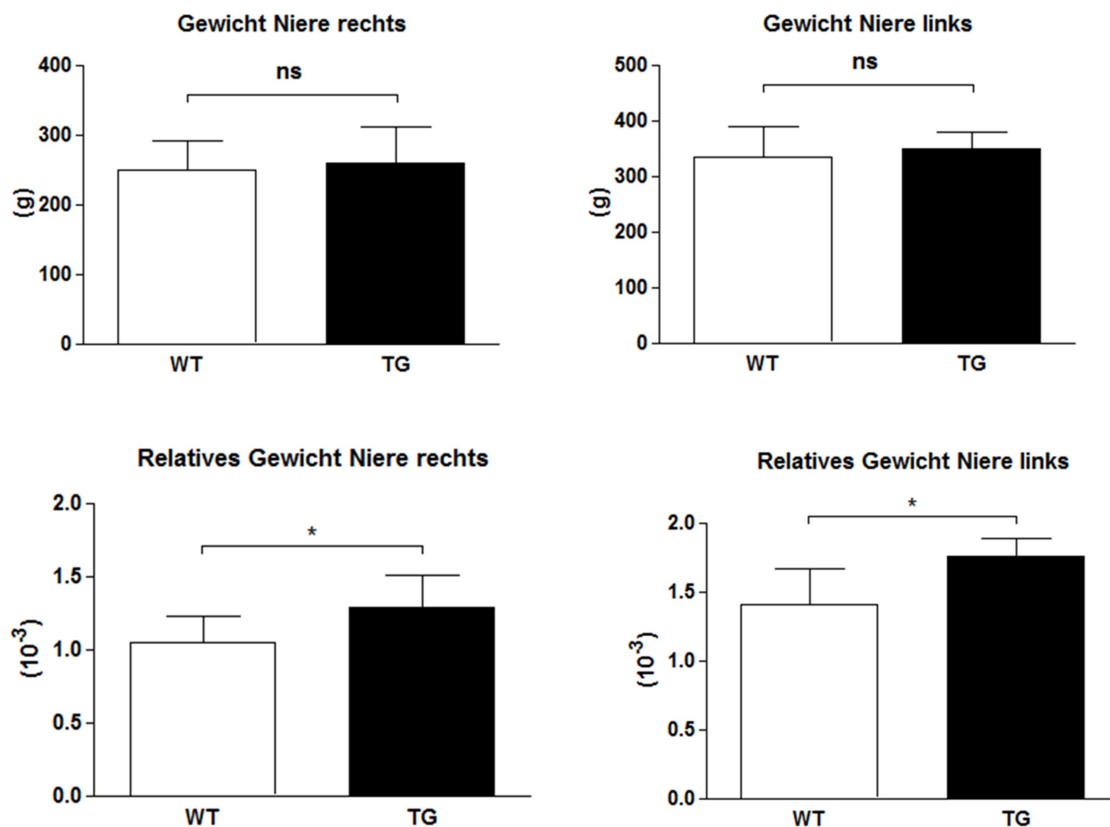 Gewicht Niere rechts
400
300
200
100
0
(g)
ns
WT
TG
Gewicht Niere links
500
400
300
200
100
0
(g)
ns
WT
TG
Relatives Gewicht Niere rechts
2.0
1.5
1.0
0.5
0.0
(10⁻³)
*
WT
TG
Relatives Gewicht Niere links
2.0
1.5
1.0
0.5
0.0
(10⁻³)
*
WT
TG